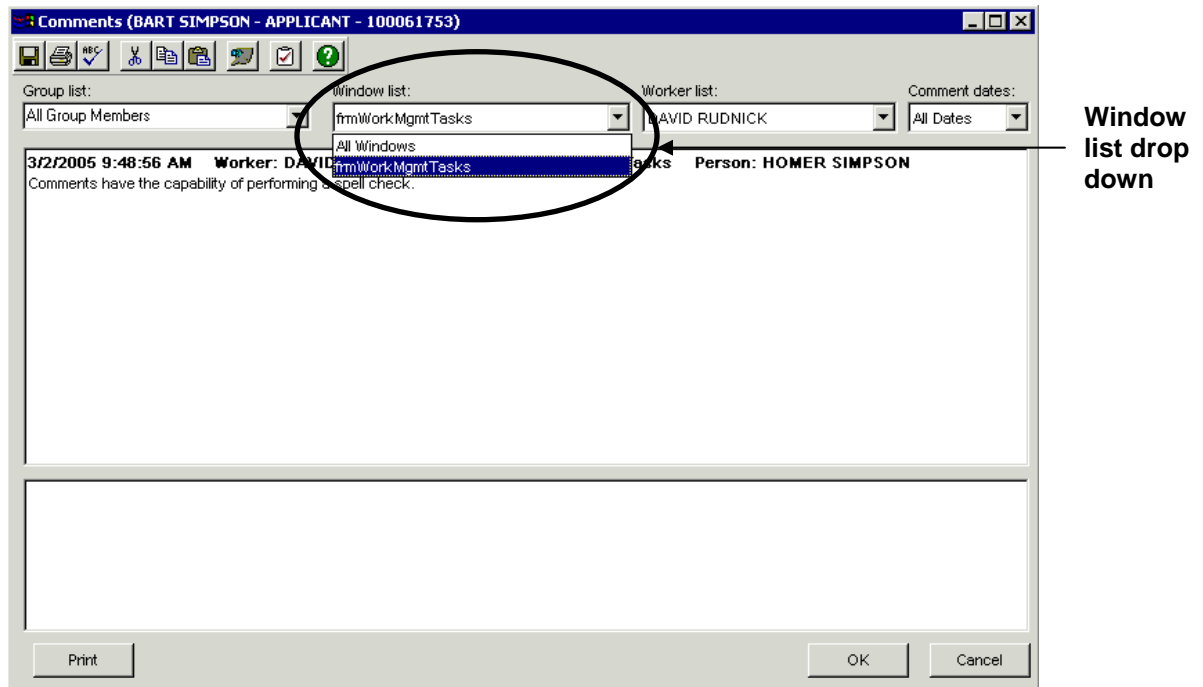 Comments (BART SIMPSON - APPLICANT - 100061753)
ABC
Group list: Window list: Worker list: Comment dates:
All Group Members frmWorkMgmtTasks DAVID RUDNICK All Dates
All Windows
frmWorkMgmtTasks
3/2/2005 9:48:56 AM Worker: DAVID asks Person: HOMER SIMPSON
Comments have the capability of performing a spell check.
Window
list drop
down
Print OK Cancel